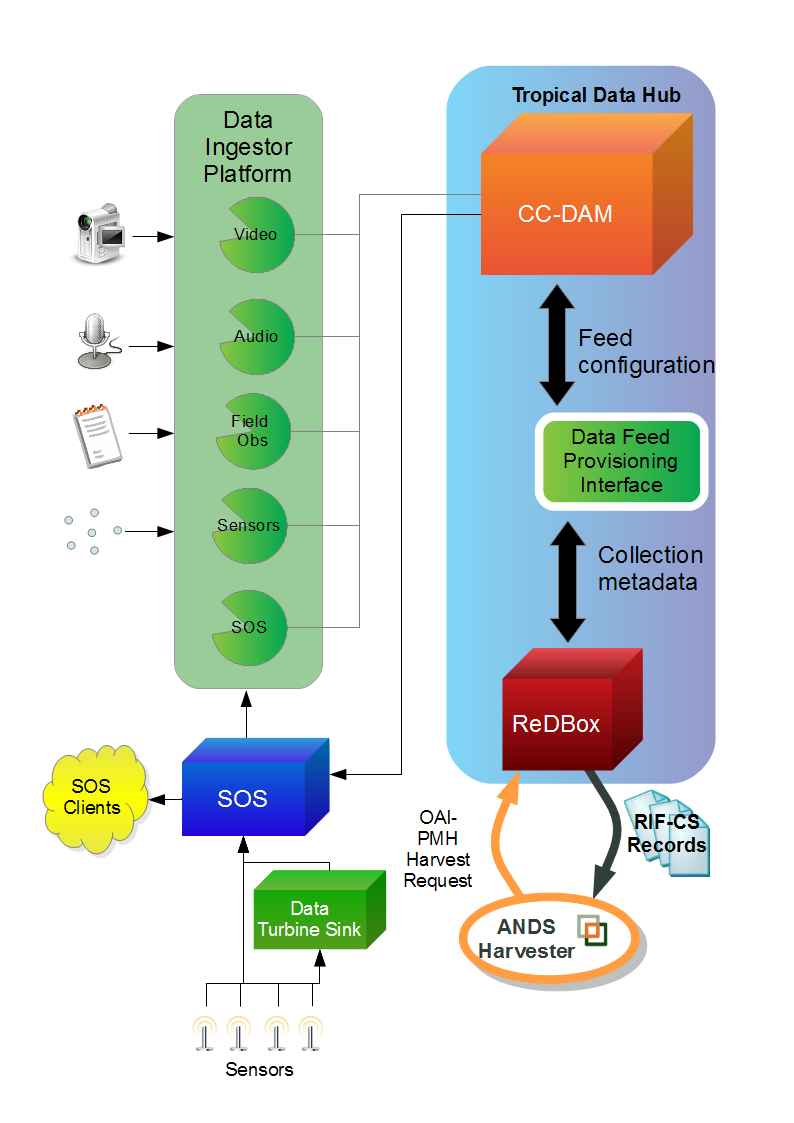 Tropical Data Hub
Data
Ingestor
Platform
CC-DAM
Video
Audio
Feed
configuration
Field
Obs
Data Feed
Provisioning
Interface
Sensors
Collection
metadata
SOS
ReDBox
SOS
Clients
SOS
OAI-
PMH
Harvest
Request
RIF-CS
Records
Data
Turbine Sink
ANDS
Harvester
Sensors